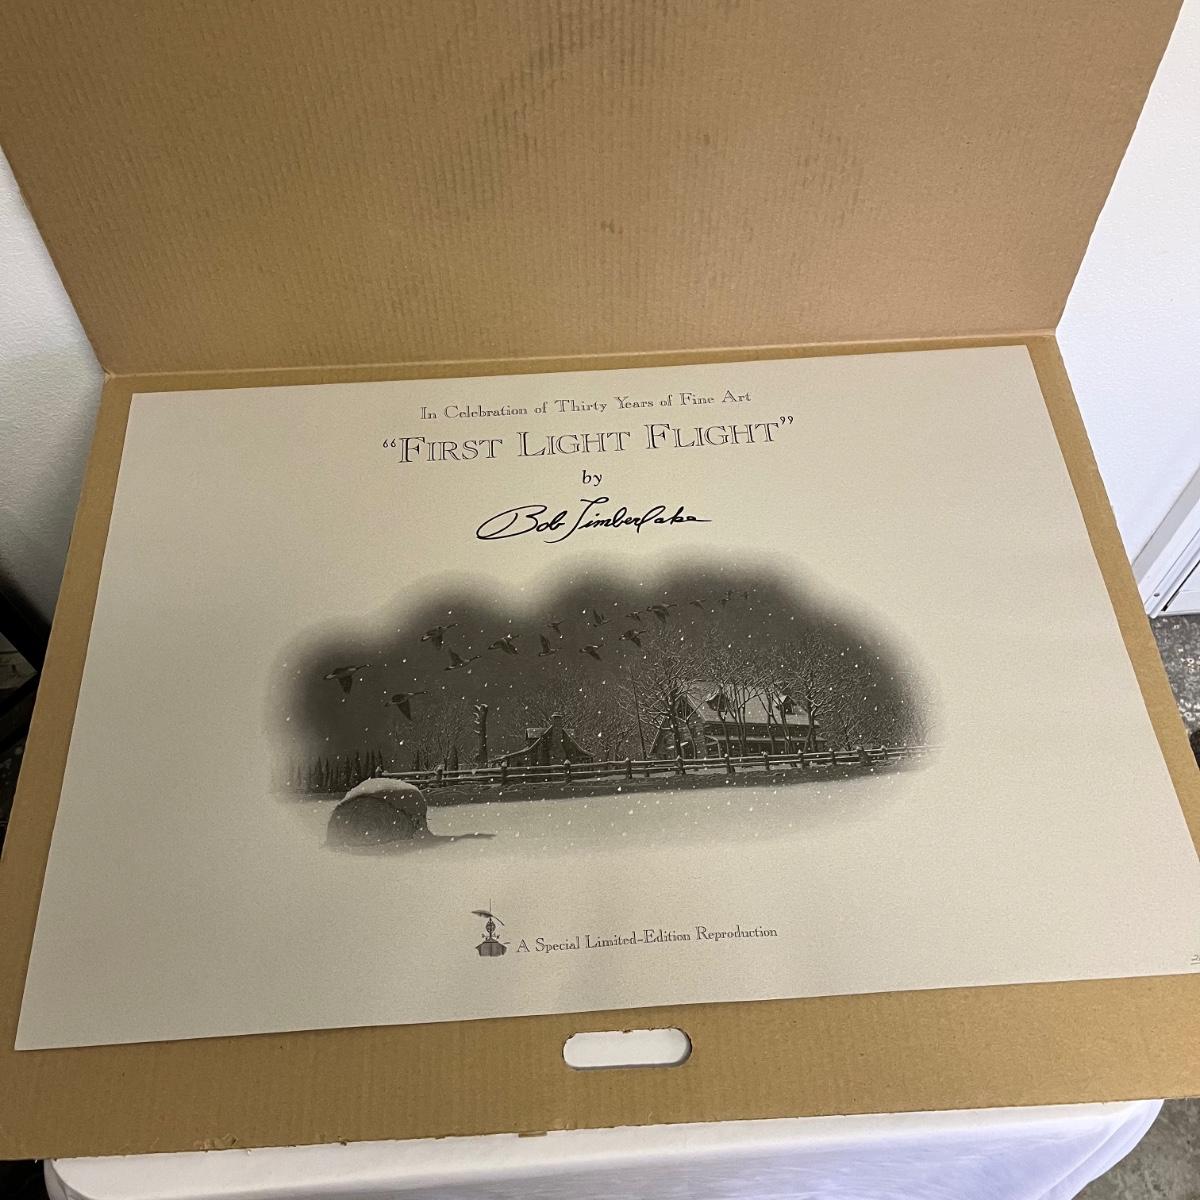 In Celebration of Thirty Years of Fine Art
“First Light Flight”
by
Bob Timberlake
A Special Limited-Edition Reproduction